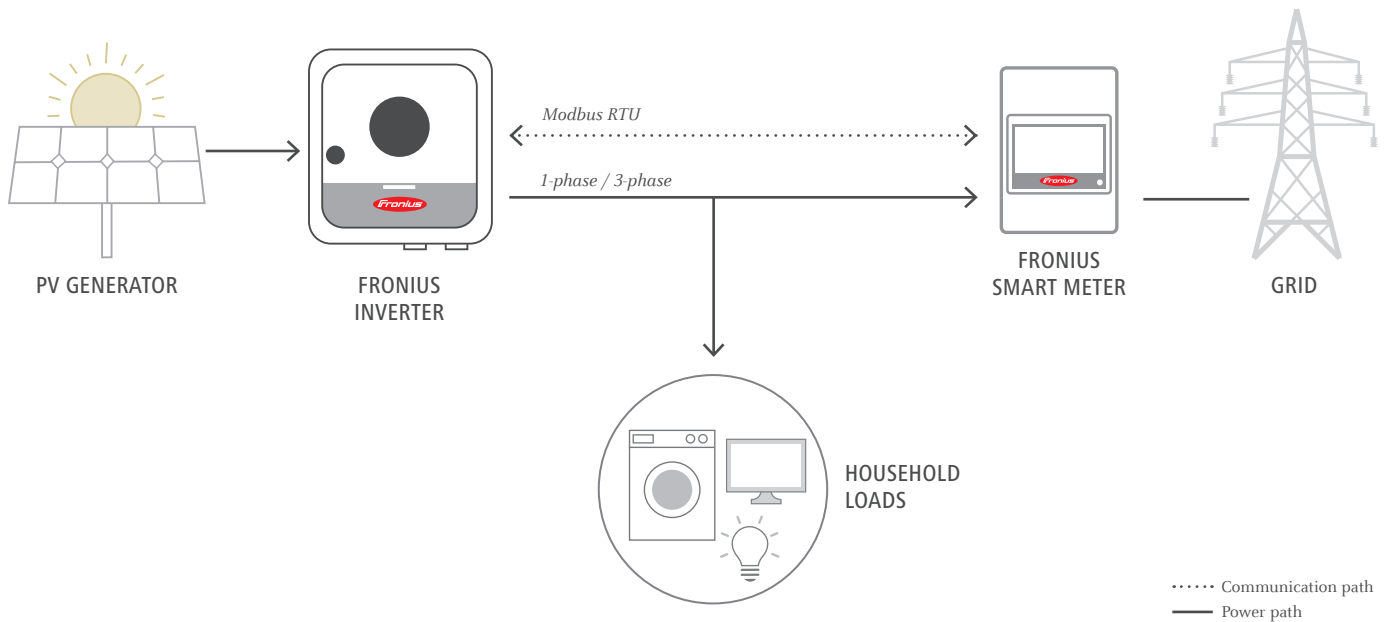 Modbus RTU
1-phase / 3-phase
Fronius
Fronius
PV GENERATOR
FRONIUS
INVERTER
FRONIUS
SMART METER
GRID
HOUSEHOLD
LOADS
Communication path
Power path